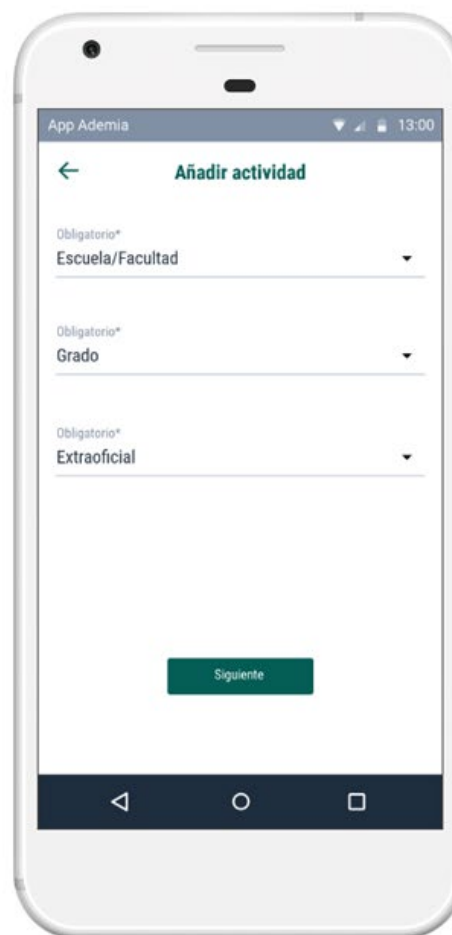 App Ademia 13:00
Añadir actividad
Obligatorio*
Escuela/Facultad
Obligatorio*
Grado
Obligatorio*
Extraoficial
Siguiente